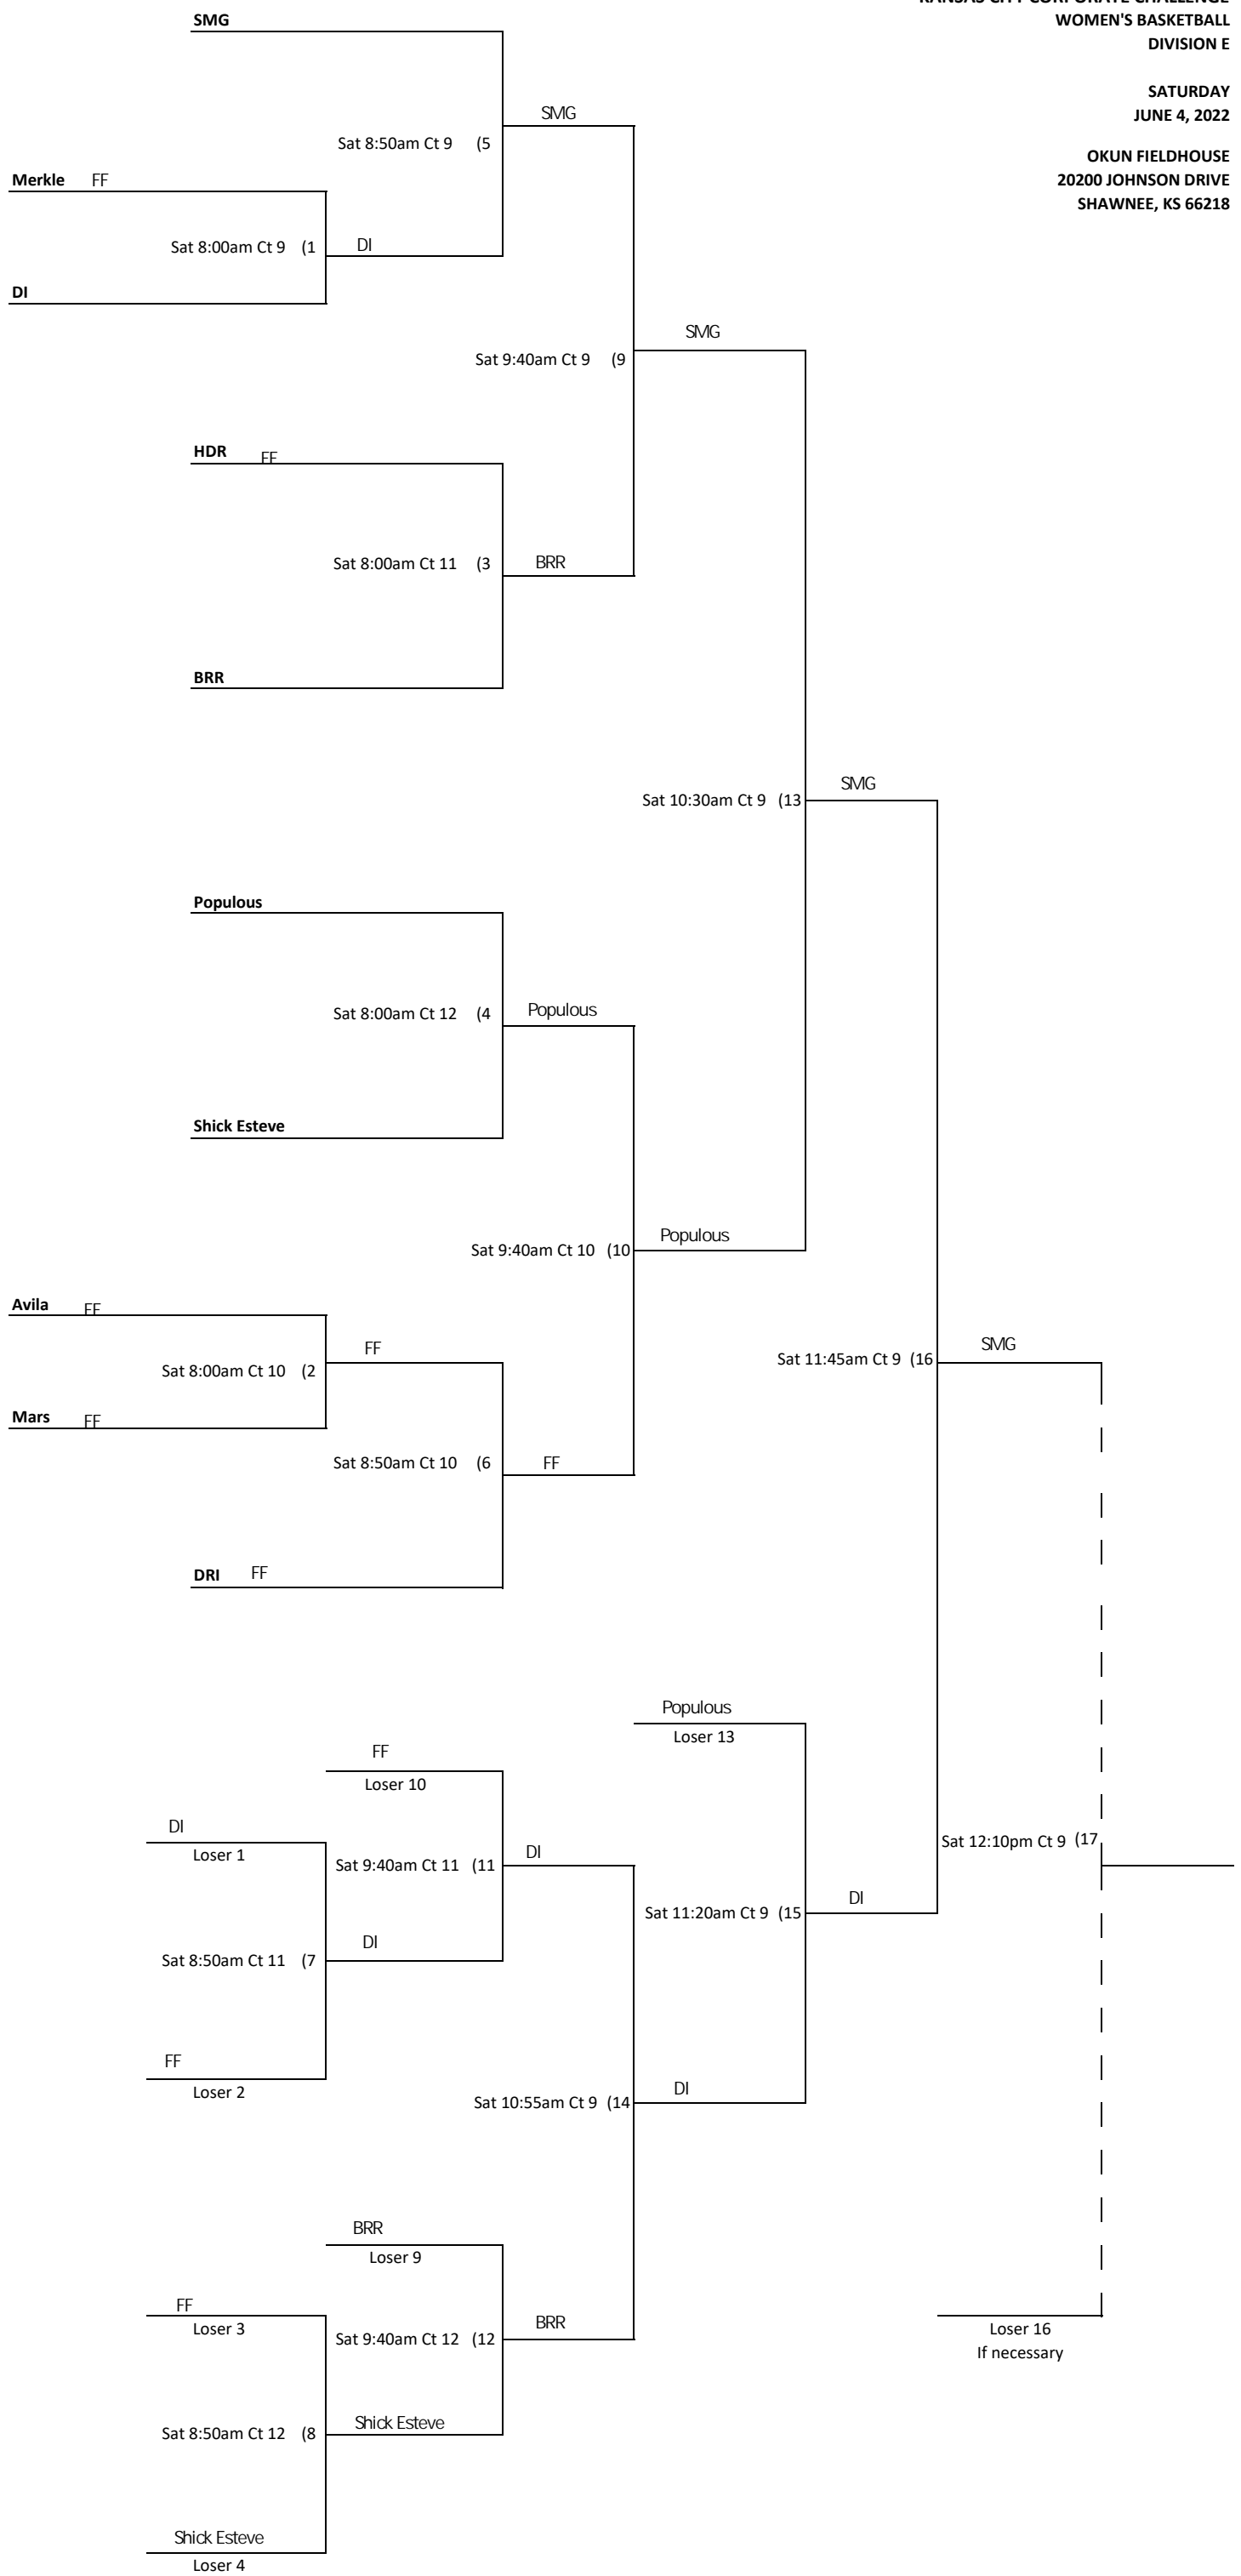 KANSAS CITY CORPORATE CHALLENGE
WOMEN'S BASKETBALL
DIVISION E
SATURDAY
JUNE 4, 2022
OKUN FIELDHOUSE
20200 JOHNSON DRIVE
SHAWNEE, KS 66218
SMG
SMG
Sat 8:50am Ct 9 (5
Merkle FF
Sat 8:00am Ct 9 (1
DI
DI
SMG
Sat 9:40am Ct 9 (9
HDR FF
Sat 8:00am Ct 11 (3
BRR
BRR
SMG
Sat 10:30am Ct 9 (13
Populous
Sat 8:00am Ct 12 (4
Populous
Shick Esteve
Populous
Sat 9:40am Ct 10 (10
Avila FF
FF
Sat 8:00am Ct 10 (2
SMG
Sat 11:45am Ct 9 (16
Mars FF
Sat 8:50am Ct 10 (6
FF
DRI FF
Populous
Loser 13
FF
Loser 10
DI
Loser 1
Sat 9:40am Ct 11 (11
DI
Sat 12:10pm Ct 9 (17
Sat 11:20am Ct 9 (15
DI
DI
Sat 8:50am Ct 11 (7
FF
Loser 2
DI
Sat 10:55am Ct 9 (14
BRR
Loser 9
FF
Loser 3
BRR
Sat 9:40am Ct 12 (12
Loser 16
If necessary
Shick Esteve
Sat 8:50am Ct 12 (8
Shick Esteve
Loser 4